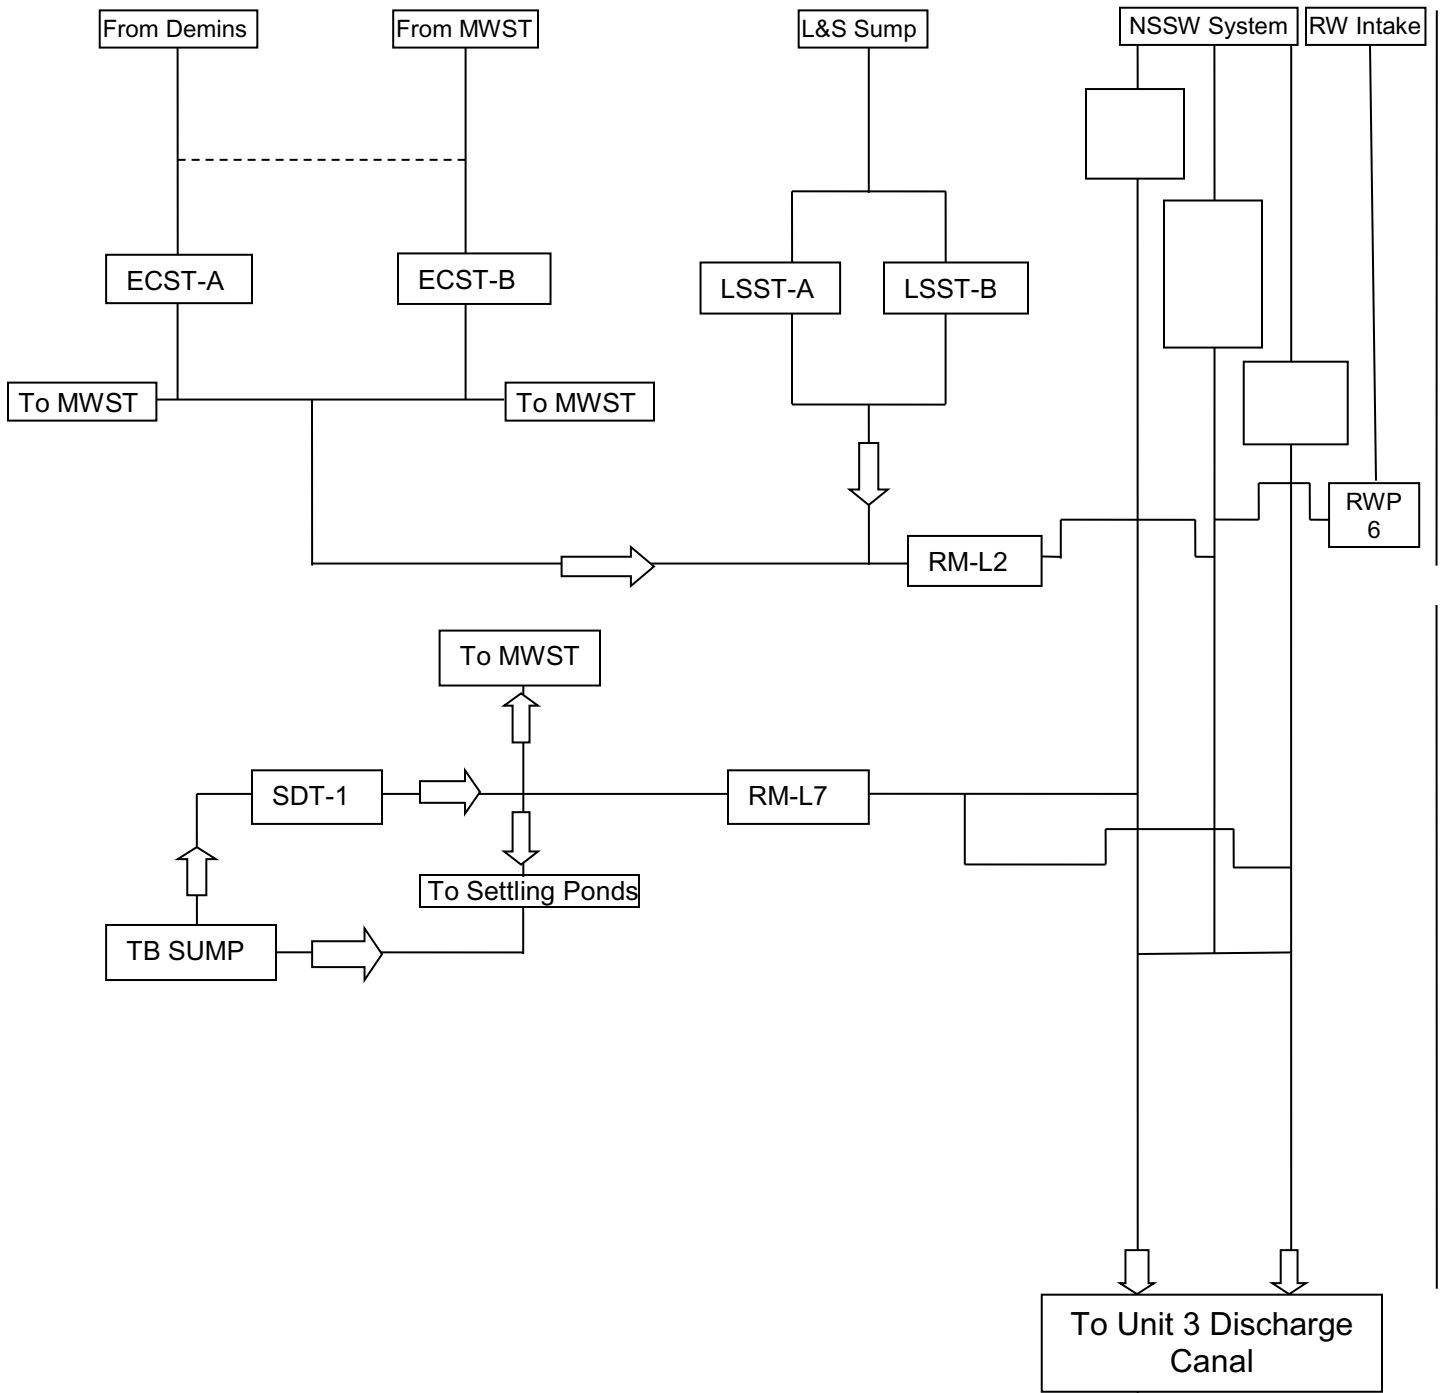 From Demins
From MWST
L&S Sump
NSSW System
RW Intake
ECST-A
ECST-B
LSST-A
LSST-B
To MWST
To MWST
RWP
6
RM-L2
To MWST
SDT-1
RM-L7
To Settling Ponds
TB SUMP
To Unit 3 Discharge
Canal